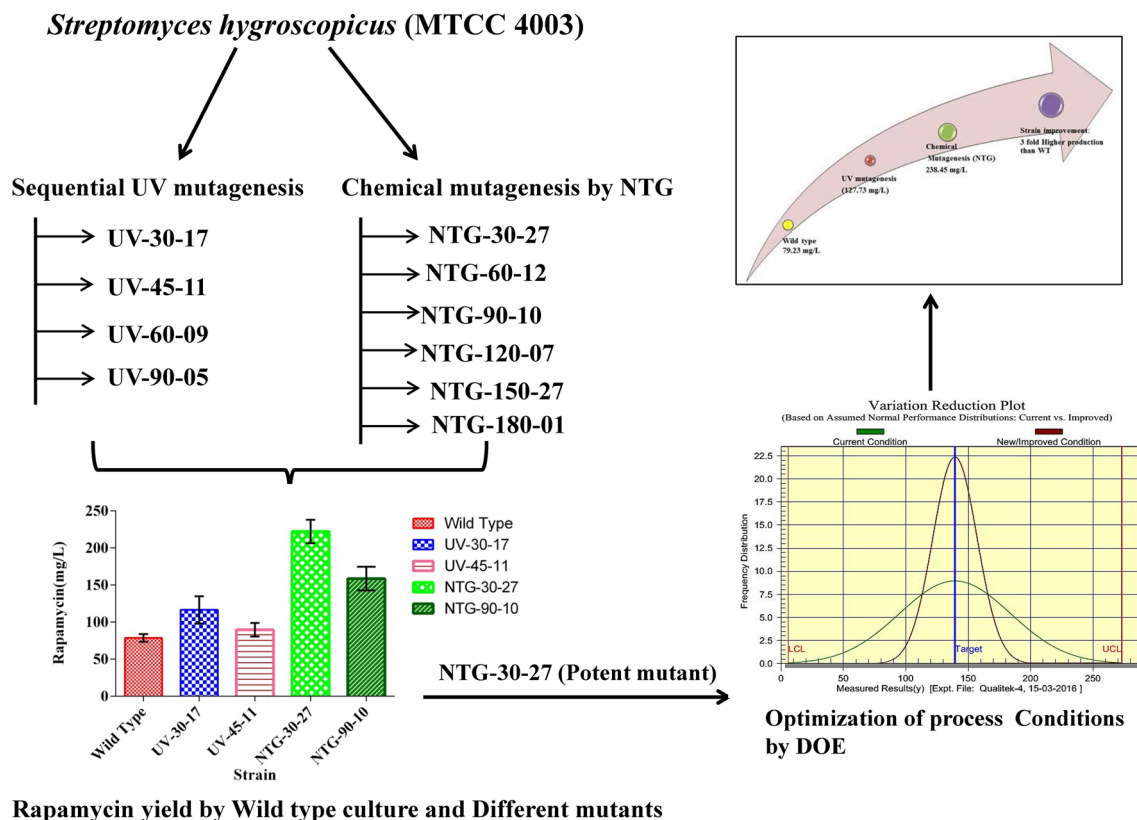 Streptomyces hygroscopicus (MTCC 4003)
Sequential UV mutagenesis
UV-30-17
UV-45-11
UV-60-09
UV-90-05
Chemical mutagenesis by NTG
NTG-30-27
NTG-60-12
NTG-90-10
NTG-120-07
NTG-150-27
NTG-180-01
Rapamycin(mg/L)
250
200
150
100
50
0
Wild Type
UV-30-17
UV-45-11
NTG-30-27
NTG-90-10
Strain
Wild Type
UV-30-17
UV-45-11
NTG-30-27
NTG-90-10
Rapamycin yield by Wild type culture and Different mutants
NTG-30-27 (Potent mutant)
Variation Reduction Plot
(Based on Assumed Normal Performance Distributions: Current vs. Improved)
Current Condition
New/Improved Condition
Frequency Distribution
22.5
20.0
17.5
15.0
12.5
10.0
7.5
5.0
2.5
0.0
LCL
Target
UCL
0 50 100 150 200 250
Measured Results(y) [Expt. File: Qualitek-4, 15-03-2016 ]
Optimization of process Conditions
by DOE
Wild type
79.23 mg/L
UV mutagenesis
(127.73 mg/L)
Chemical
Mutagenesis (NTG)
238.45 mg/L
Strain improvement:
3 fold Higher production
than WT